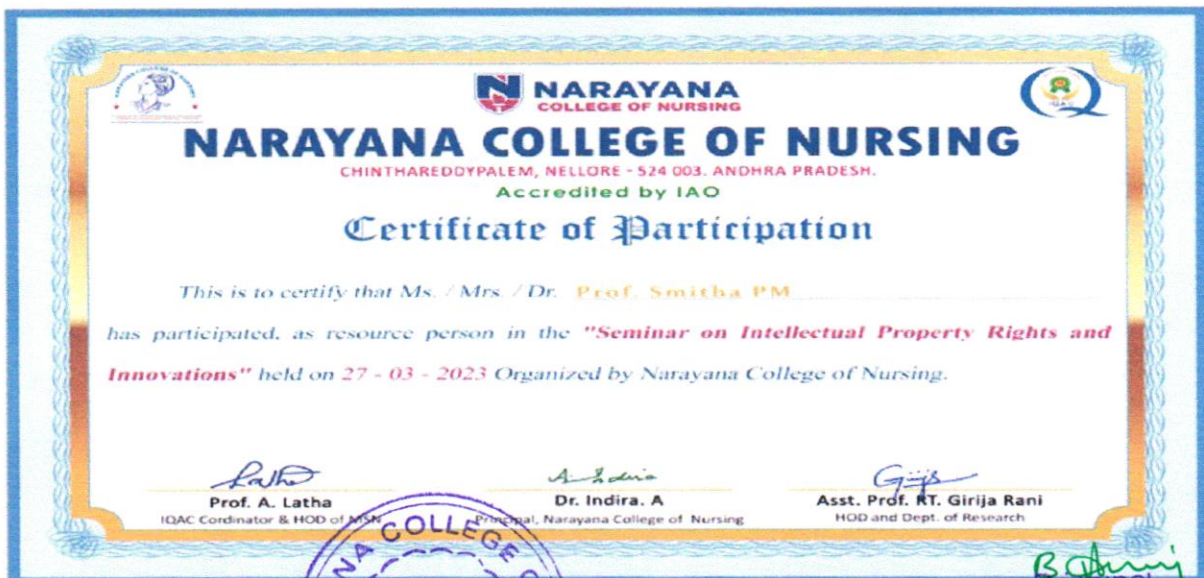 NARAYANA
COLLEGE OF NURSING
NARAYANA COLLEGE OF NURSING
CHINTHAREDDYPALEM, NELLORE - 524 003. ANDHRA PRADESH.
Accredited by IAO
Certificate of Participation
This is to certify that Ms. / Mrs. / Dr. Prof. Smitha PM
has participated, as resource person in the "Seminar on Intellectual Property Rights and
Innovations" held on 27 - 03 - 2023 Organized by Narayana College of Nursing.
Latha
A. Indira
Prof. A. Latha
Dr. Indira. A
Asst. Prof. RT. Girija Rani
IQAC Cordinator & HOD of MSN
Principal, Narayana College of Nursing
HOD and Dept. of Research
NA COLLEGE O